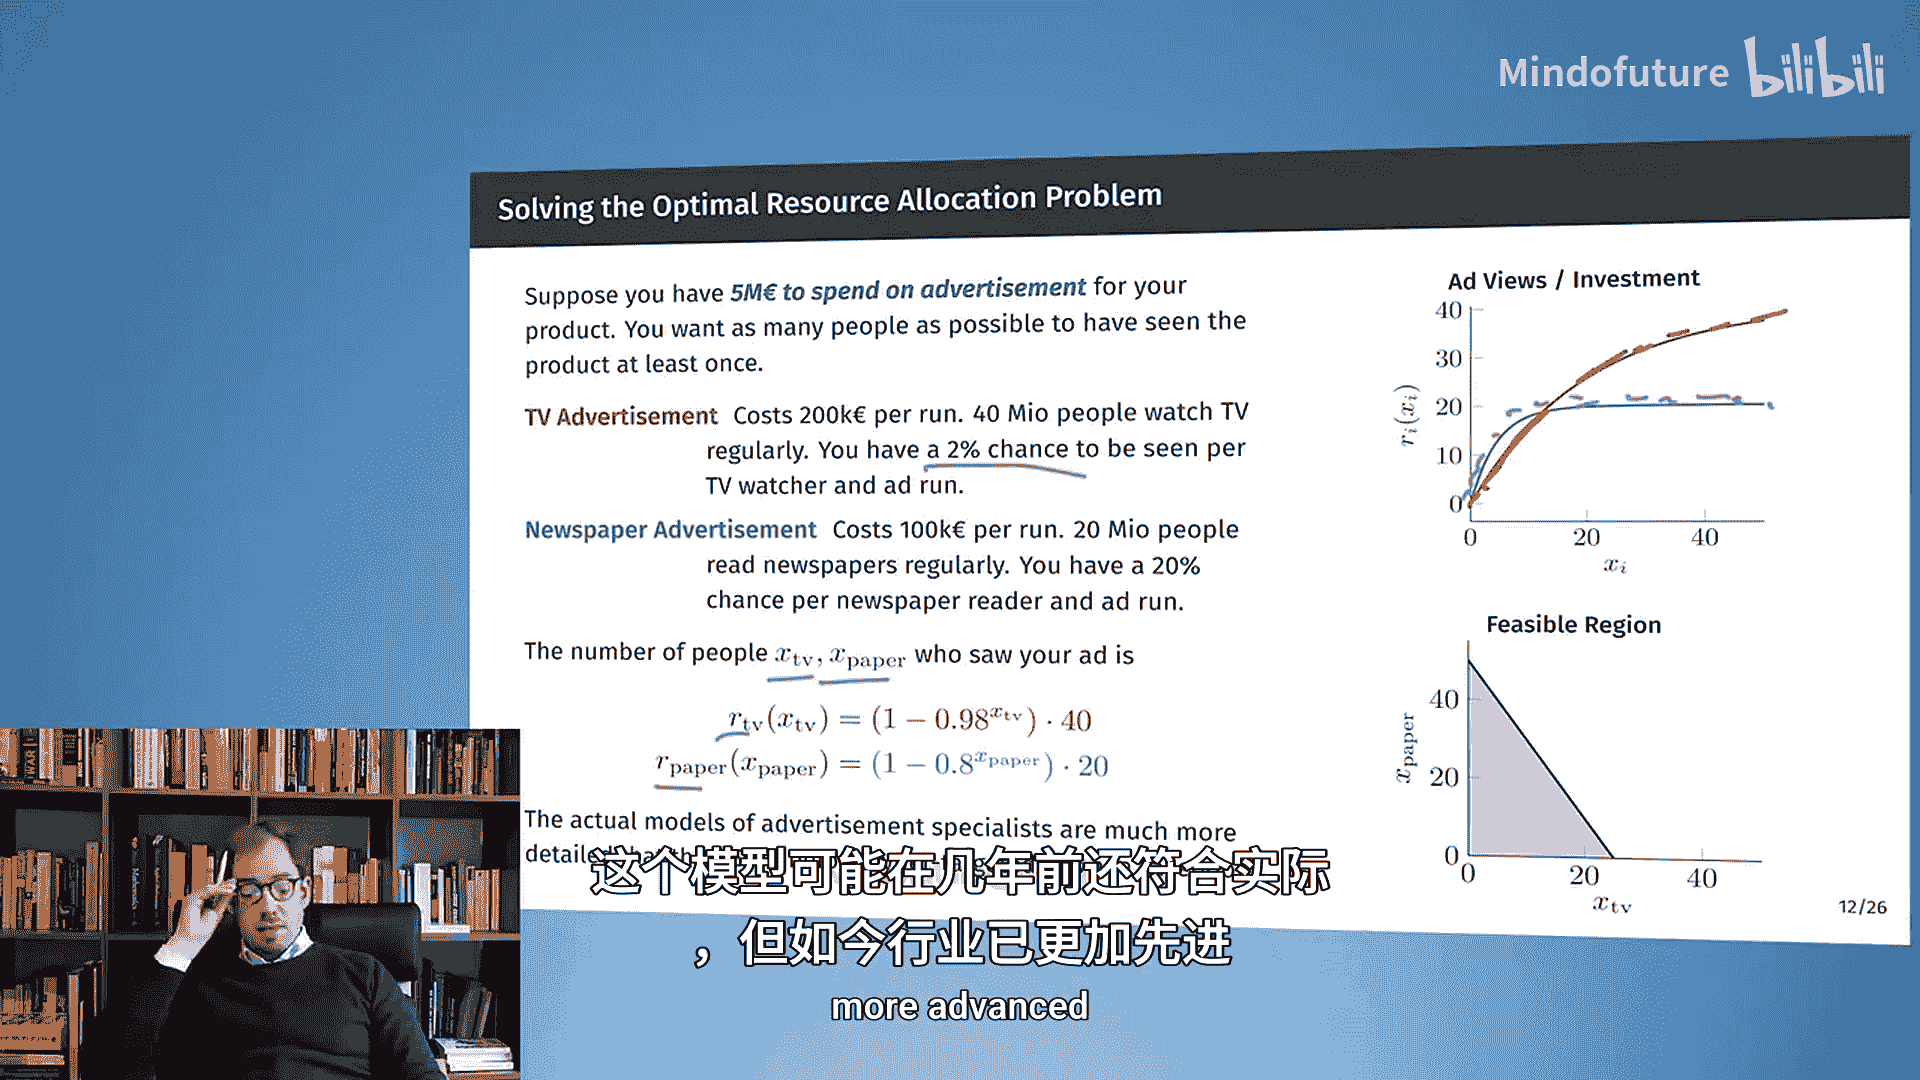 Mindofuture bilibili
Solving the Optimal Resource Allocation Problem
Suppose you have 5M€ to spend on advertisement for your
product. You want as many people as possible to have seen the
product at least once.
TV Advertisement Costs 200k€ per run. 40 Mio people watch TV
regularly. You have a 2% chance to be seen per
TV watcher and ad run.
Newspaper Advertisement Costs 100k€ per run. 20 Mio people
read newspapers regularly. You have a 20%
chance per newspaper reader and ad run.
The number of people x_tv, x_paper who saw your ad is
r_tv(x_tv) = (1 − 0.98^{x_tv}) · 40
r_paper(x_paper) = (1 − 0.8^{x_paper}) · 20
The actual models of advertisement specialists are much more
Ad Views / Investment
40
30
20
10
0
r_i(x_i)
0 20 40
x_i
Feasible Region
40
20
0
x_paper
0 20 40
x_tv
12/26
这个模型可能在几年前还符合实际
，但如今行业已更加先进
more advanced